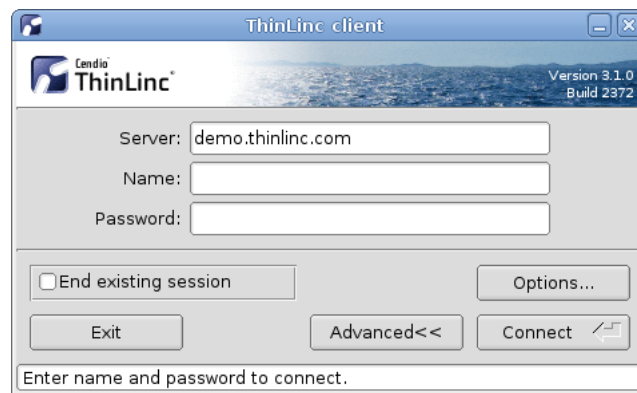 ThinLinc client
Cendio
ThinLinc
Version 3.1.0
Build 2372
Server: demo.thinlinc.com
Name:
Password:
End existing session
Options...
Exit
Advanced<<
Connect
Enter name and password to connect.